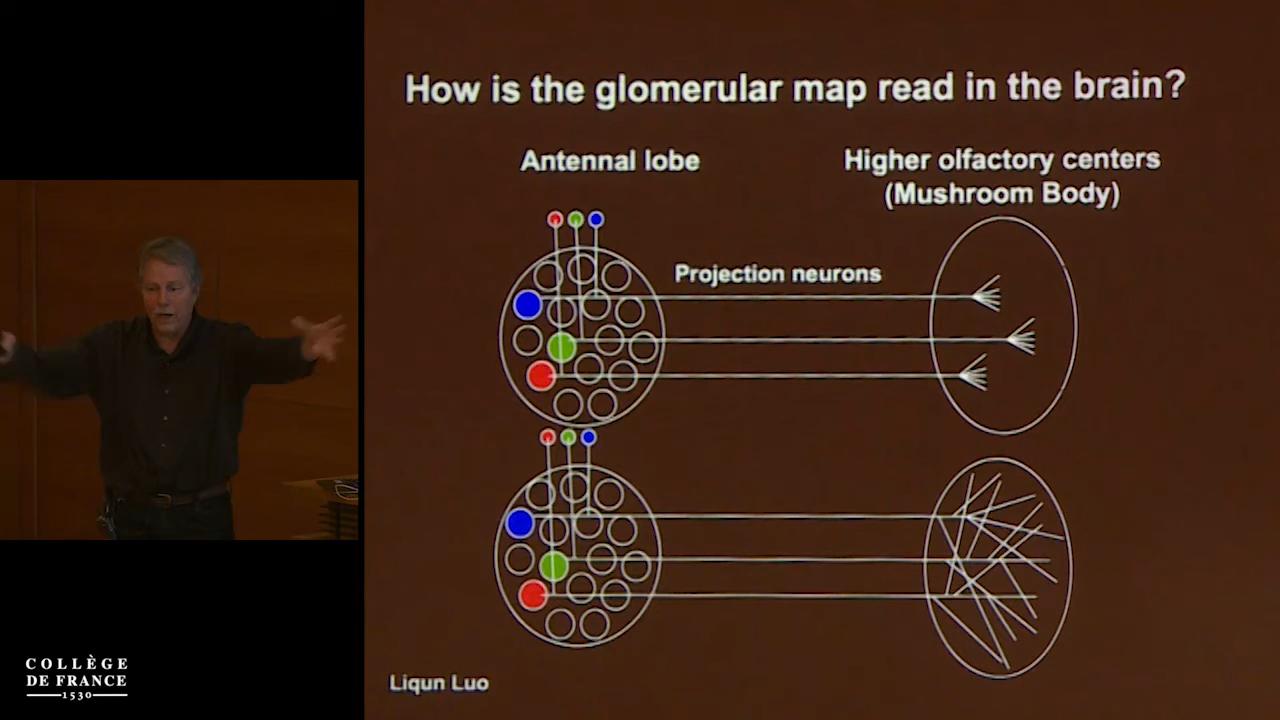 How is the glomerular map read in the brain?
Antennal lobe
Higher olfactory centers
(Mushroom Body)
Projection neurons
Liqun Luo
COLLÈGE
DE FRANCE
1530